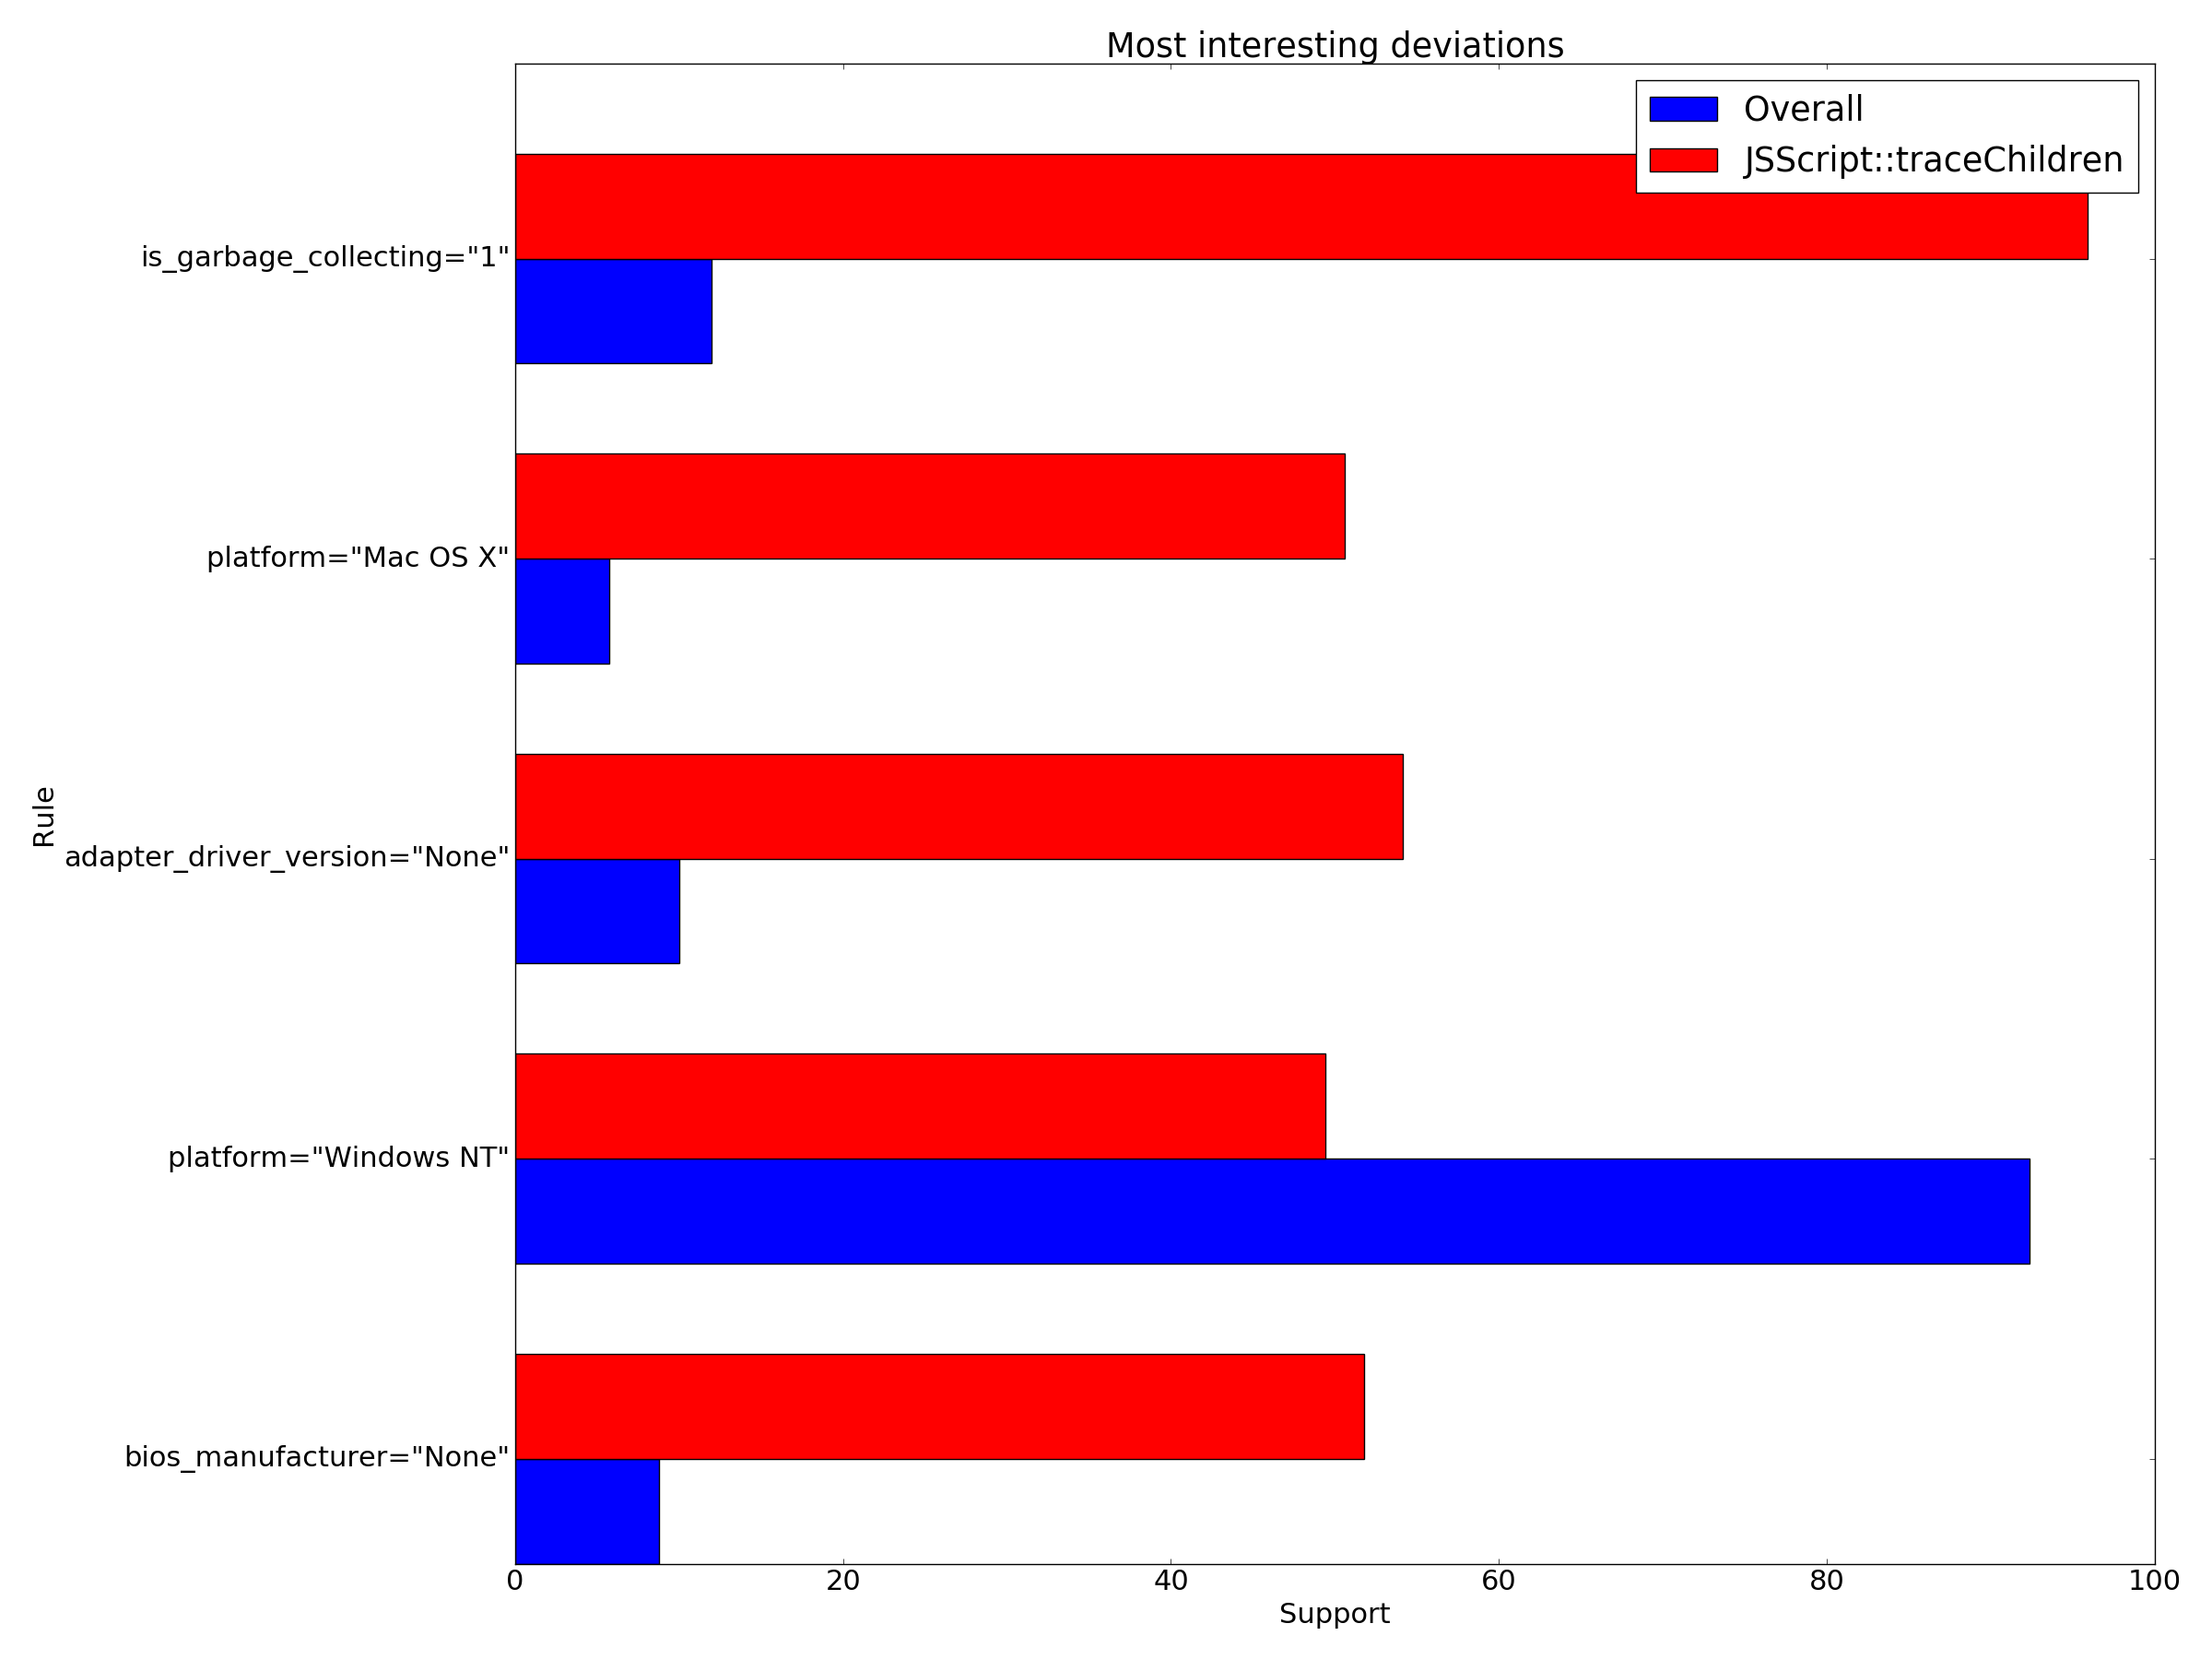 Most interesting deviations
Overall
JSScript::traceChildren
is_garbage_collecting="1"
platform="Mac OS X"
adapter_driver_version="None"
platform="Windows NT"
bios_manufacturer="None"
Rule
0 20 40 60 80 100
Support